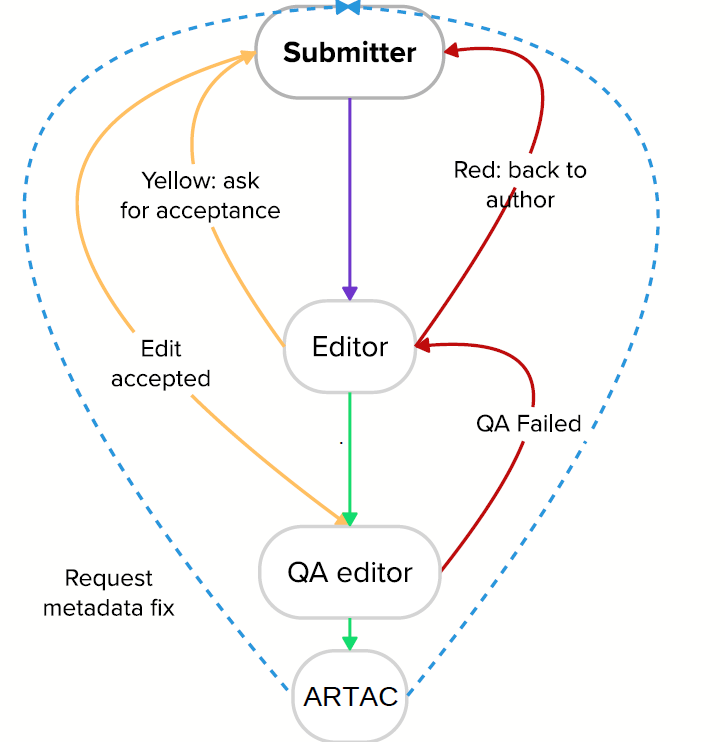 Submitter
Yellow: ask
for acceptance
Red: back to
author
Editor
Edit
accepted
QA Failed
QA editor
Request
metadata fix
ARTAC